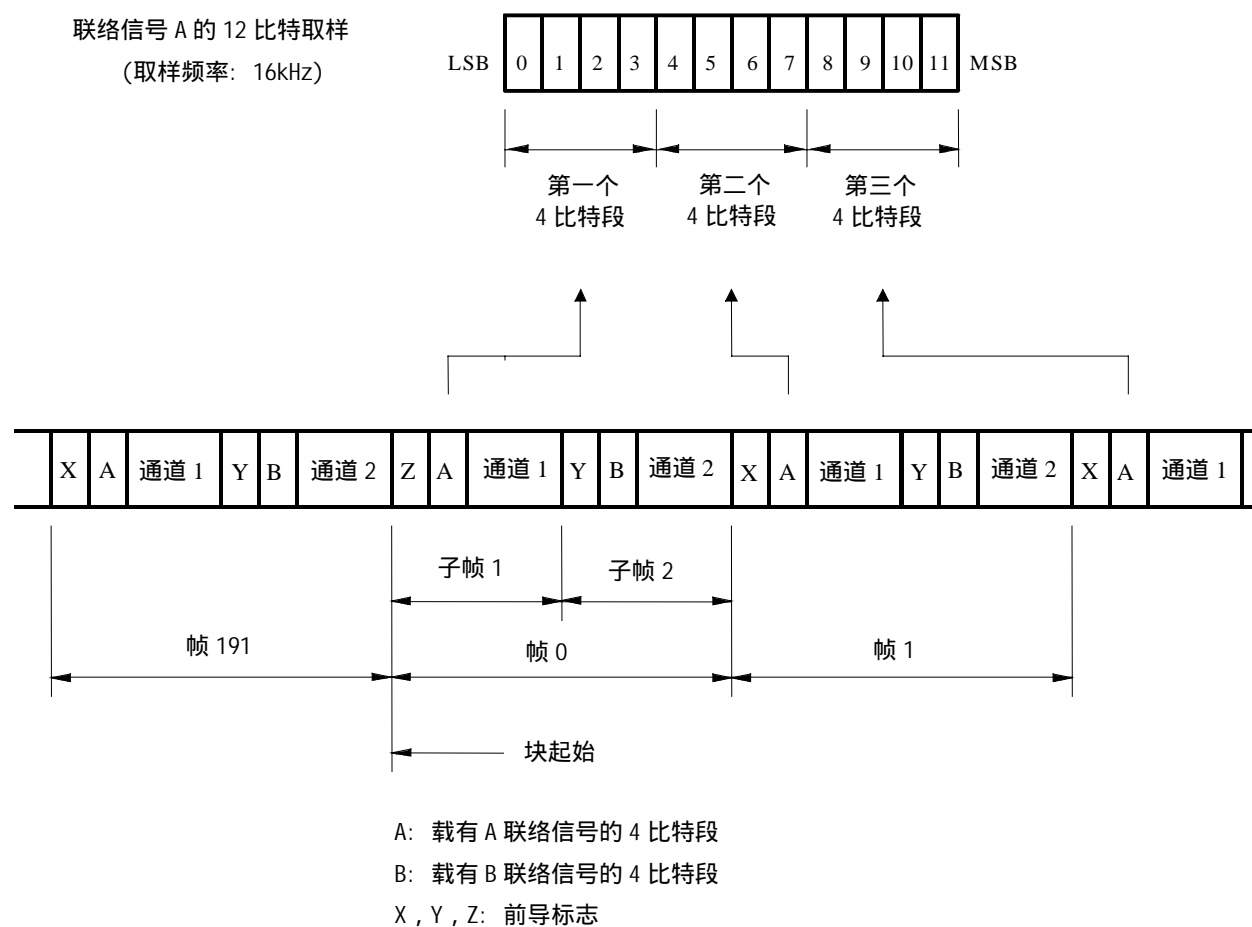 联络信号 A 的 12 比特取样
(取样频率: 16kHz)
LSB 0 1 2 3 4 5 6 7 8 9 10 11 MSB
第一个 第二个 第三个
4 比特段 4 比特段 4 比特段
X A 通道 1 Y B 通道 2 Z A 通道 1 Y B 通道 2 X A 通道 1 Y B 通道 2 X A 通道 1
子帧 1 子帧 2
帧 191 帧 0 帧 1
块起始
A: 载有 A 联络信号的 4 比特段
B: 载有 B 联络信号的 4 比特段
X , Y , Z: 前导标志